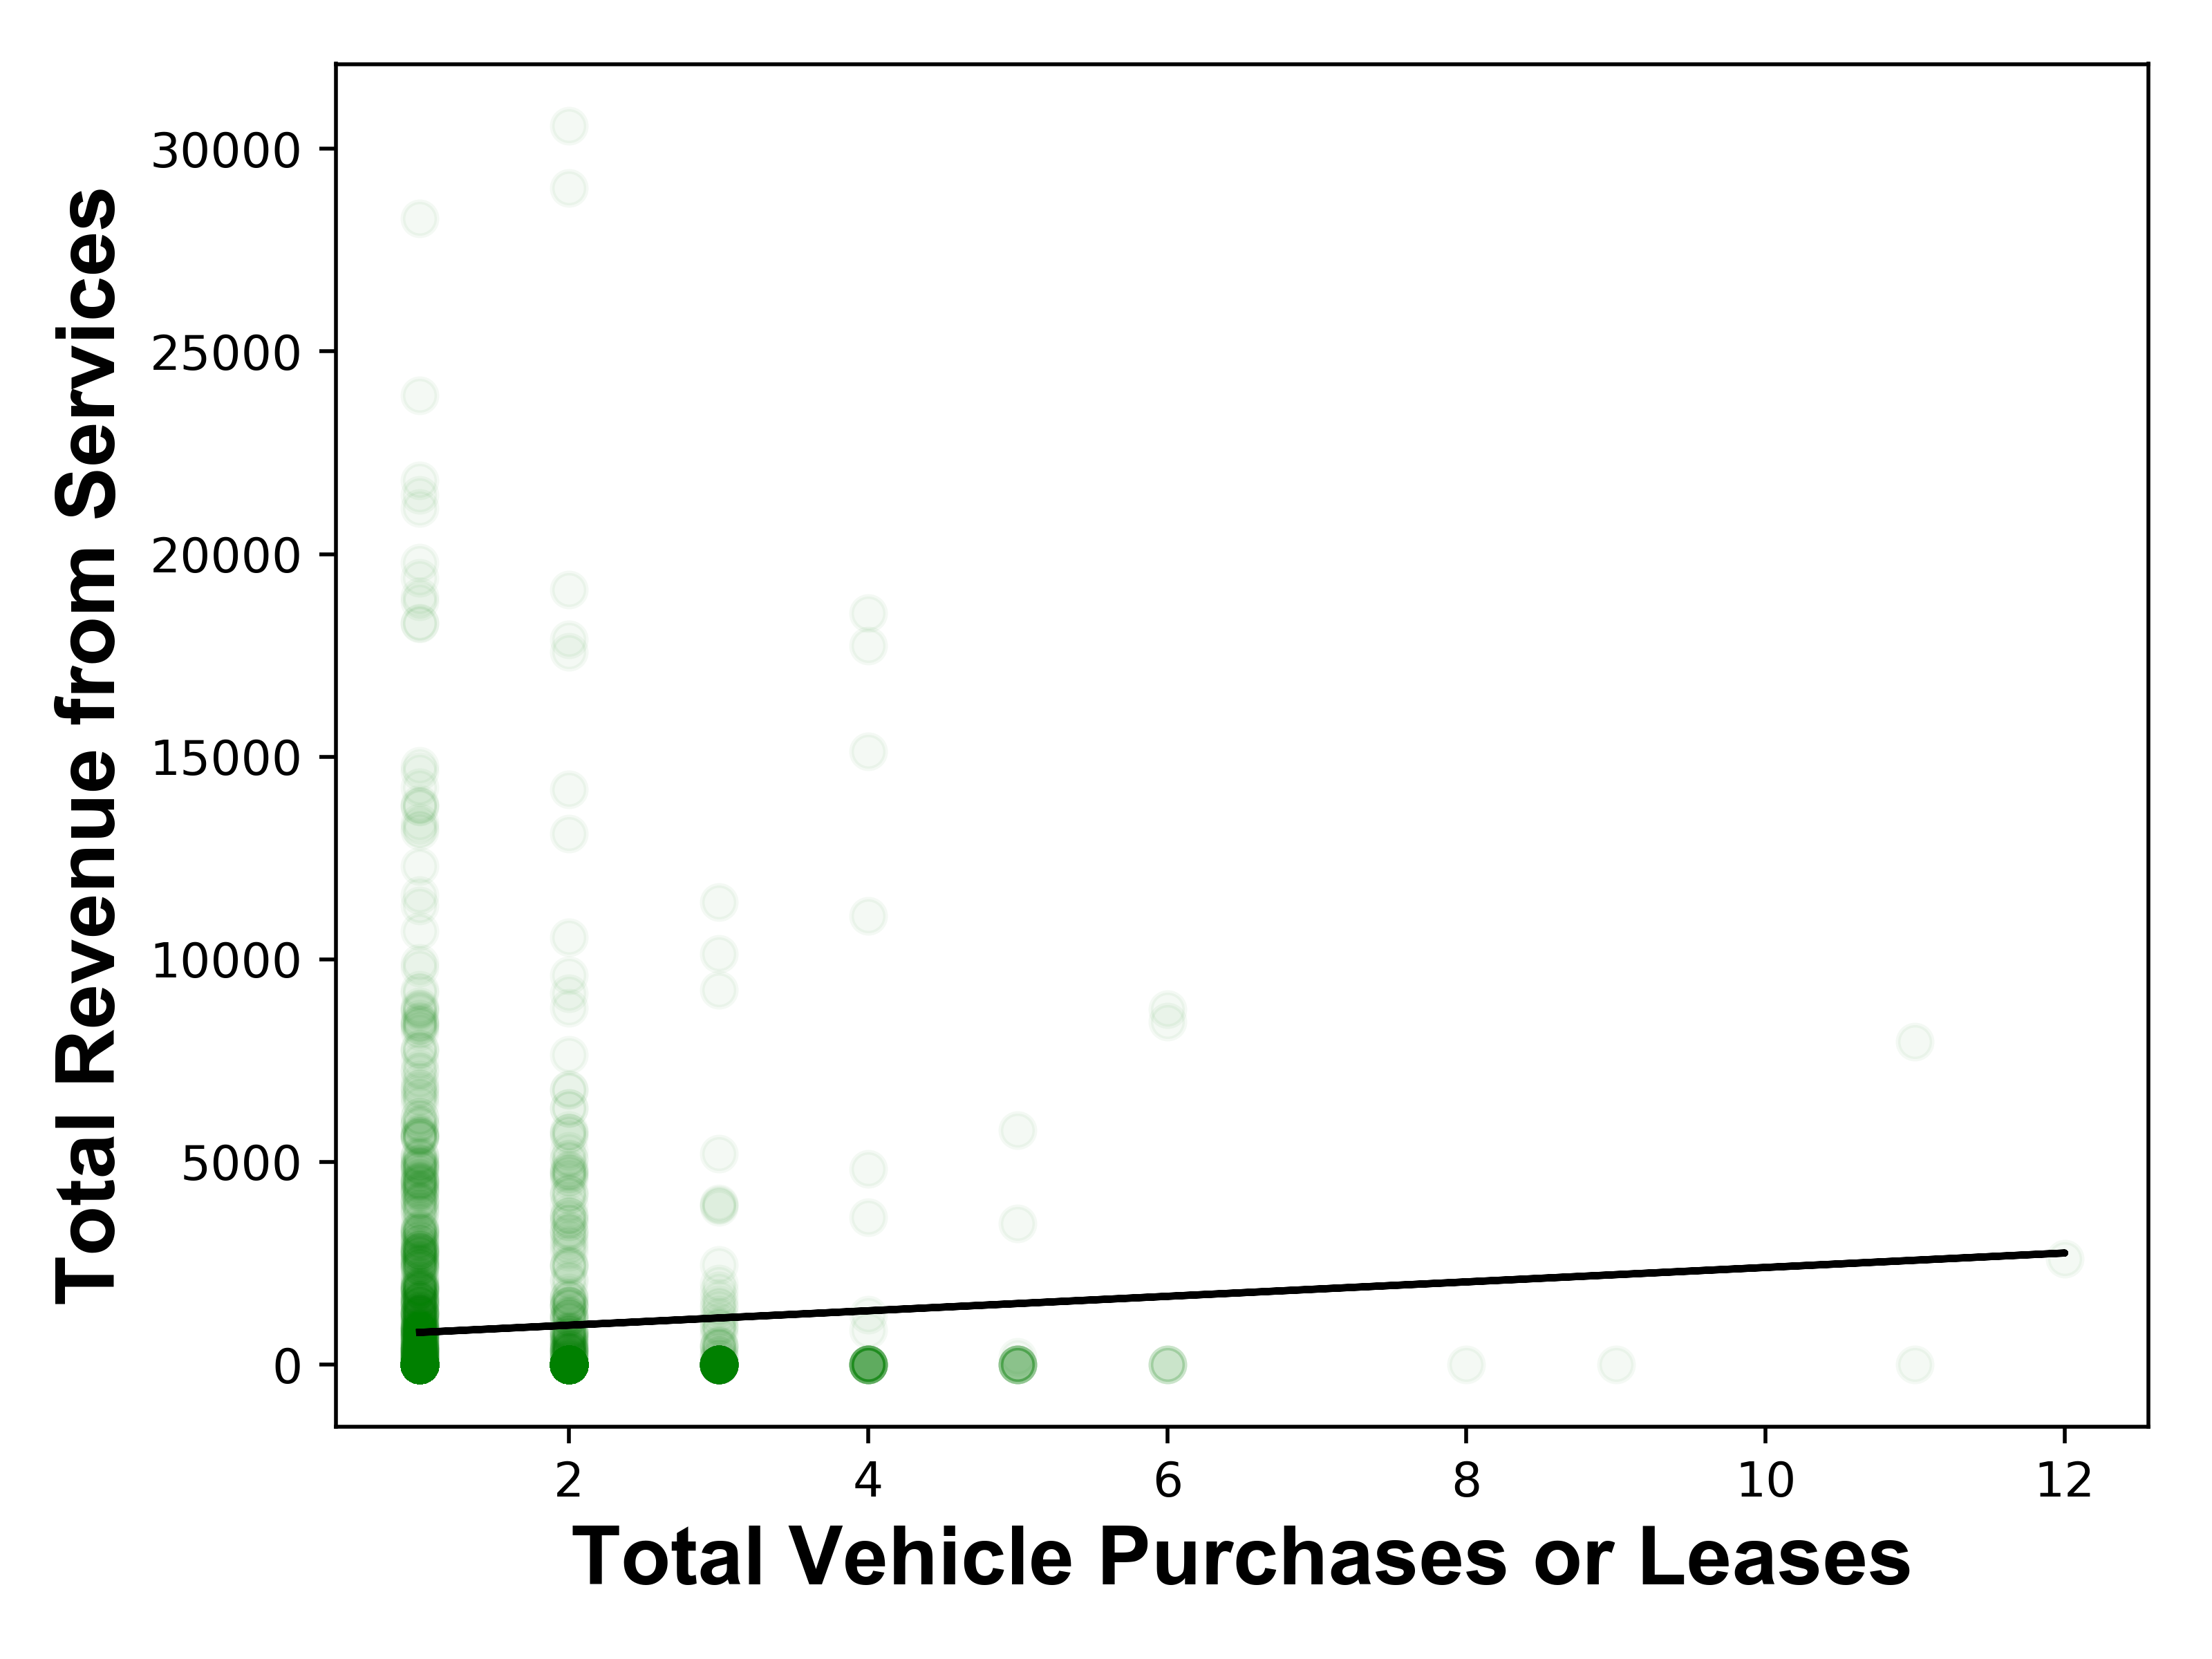 Total Revenue from Services
30000
25000
20000
15000
10000
5000
0
2 4 6 8 10 12
Total Vehicle Purchases or Leases